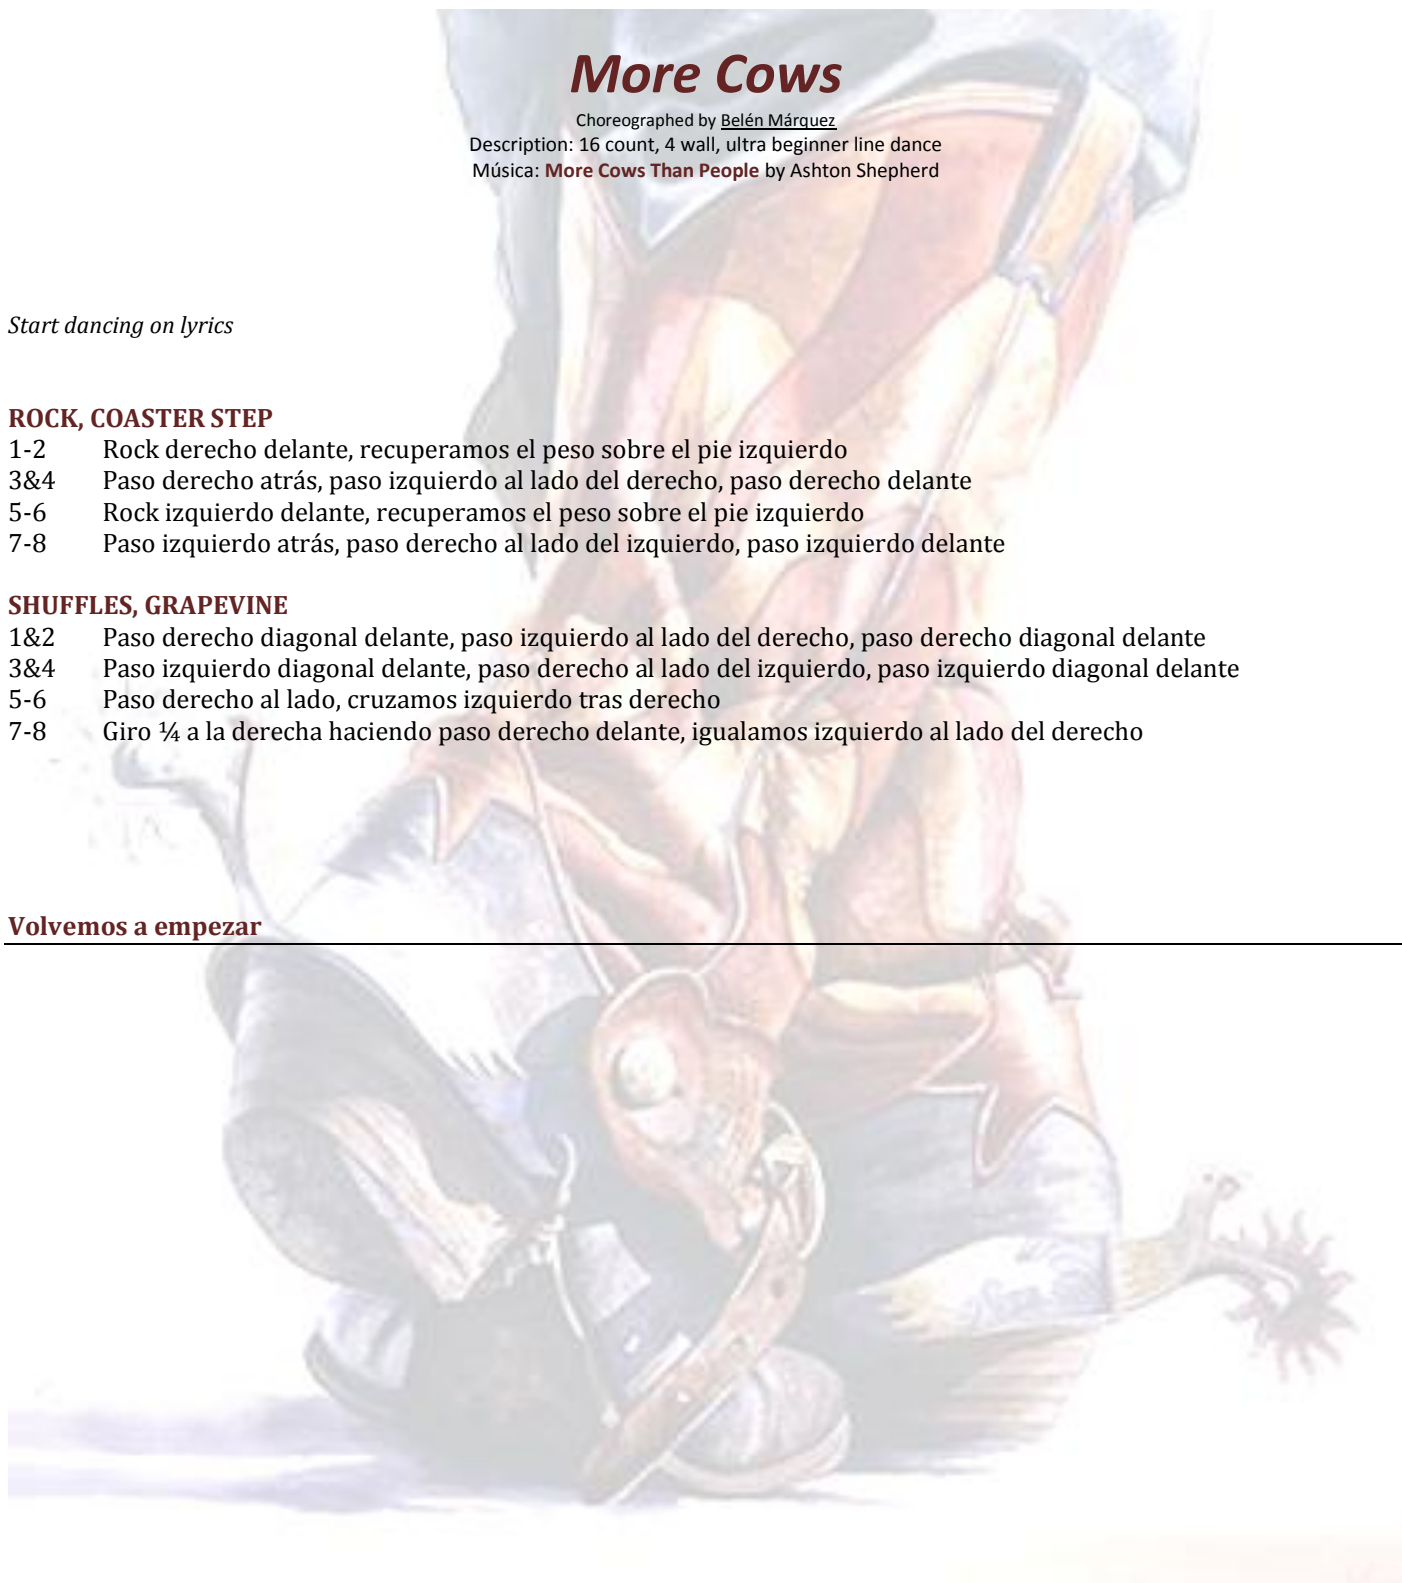 More Cows
Choreographed by Belén Márquez
Description: 16 count, 4 wall, ultra beginner line dance
Música: More Cows Than People by Ashton Shepherd
Start dancing on lyrics
ROCK, COASTER STEP
1-2 Rock derecho delante, recuperamos el peso sobre el pie izquierdo
3&4 Paso derecho atrás, paso izquierdo al lado del derecho, paso derecho delante
5-6 Rock izquierdo delante, recuperamos el peso sobre el pie izquierdo
7-8 Paso izquierdo atrás, paso derecho al lado del izquierdo, paso izquierdo delante
SHUFFLES, GRAPEVINE
1&2 Paso derecho diagonal delante, paso izquierdo al lado del derecho, paso derecho diagonal delante
3&4 Paso izquierdo diagonal delante, paso derecho al lado del izquierdo, paso izquierdo diagonal delante
5-6 Paso derecho al lado, cruzamos izquierdo tras derecho
7-8 Giro ¼ a la derecha haciendo paso derecho delante, igualamos izquierdo al lado del derecho
Volvemos a empezar